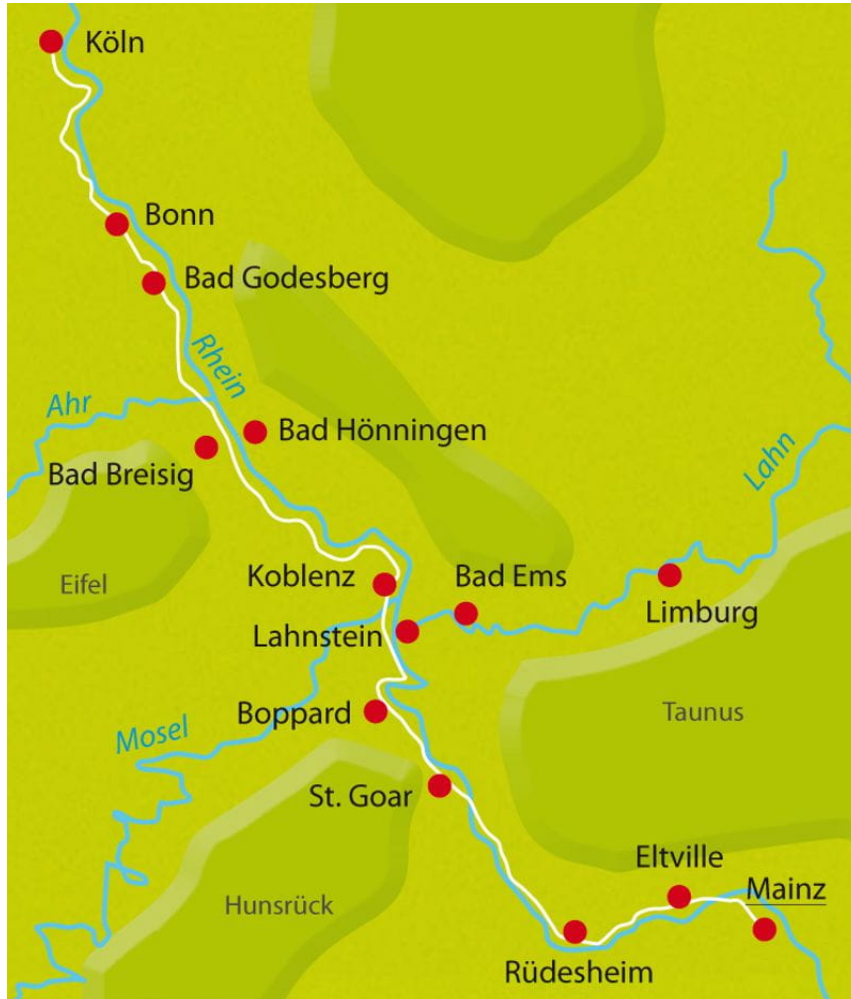 Köln
Bonn
Bad Godesberg
Rhein
Ahr
Bad Hönningen
Bad Breisig
Lahn
Eifel
Koblenz
Bad Ems
Limburg
Lahnstein
Boppard
Taunus
Mosel
St. Goar
Eltville
Mainz
Hunsrück
Rüdesheim